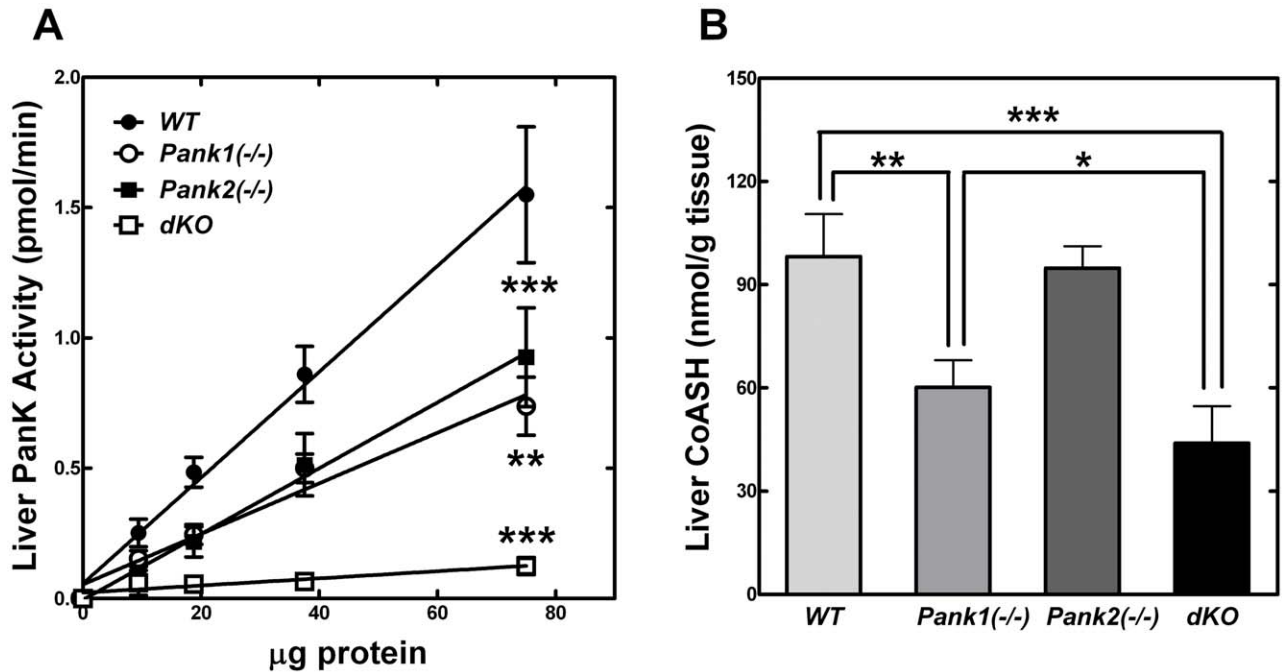 A
Liver PanK Activity (pmol/min)
2.0
1.5
1.0
0.5
0.0
WT
Pank1(-/-)
Pank2(-/-)
dKO
***
**
***
0
20
40
60
80
μg protein
B
Liver CoASH (nmol/g tissue)
150
120
90
60
30
0
***
**
*
WT
Pank1(-/-)
Pank2(-/-)
dKO